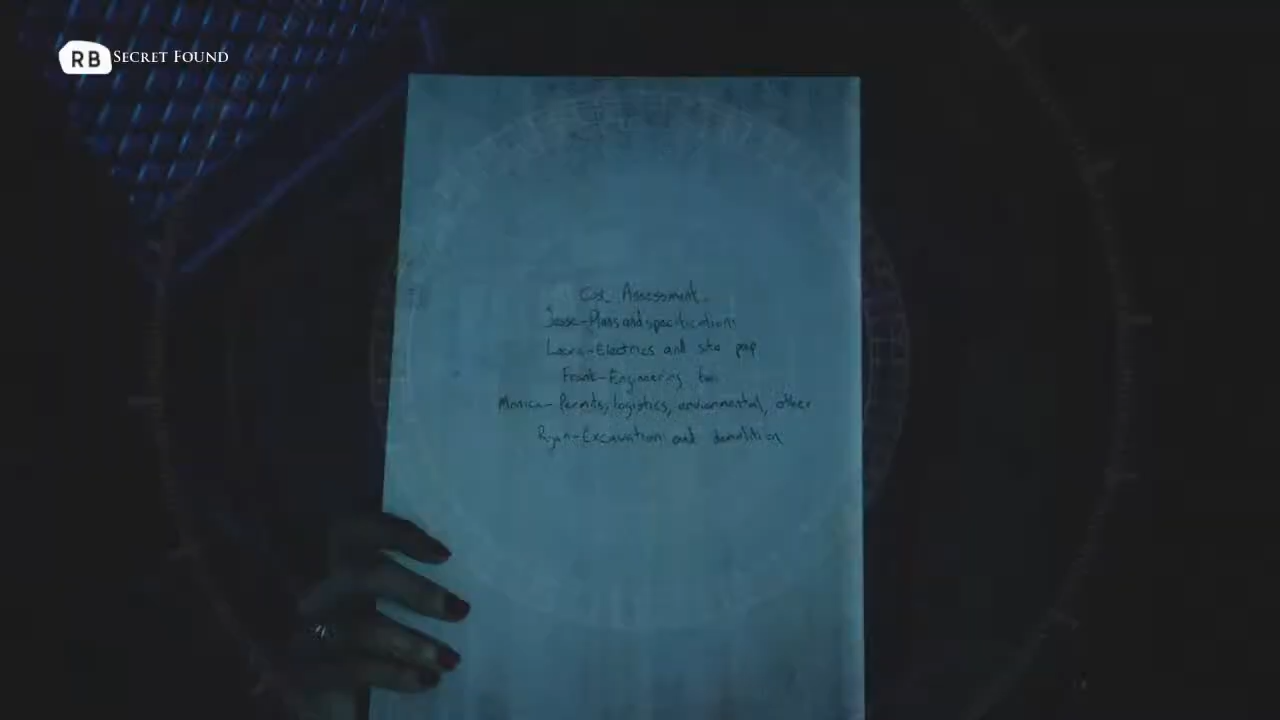 RB SECRET FOUND
Cost Assessment
Jesse-Plans and specifications
Laura-Electrics and site prep
Frank-Engineering
Monica- Permits, logistics, environmental, other
Ryan-Excavation and demolition